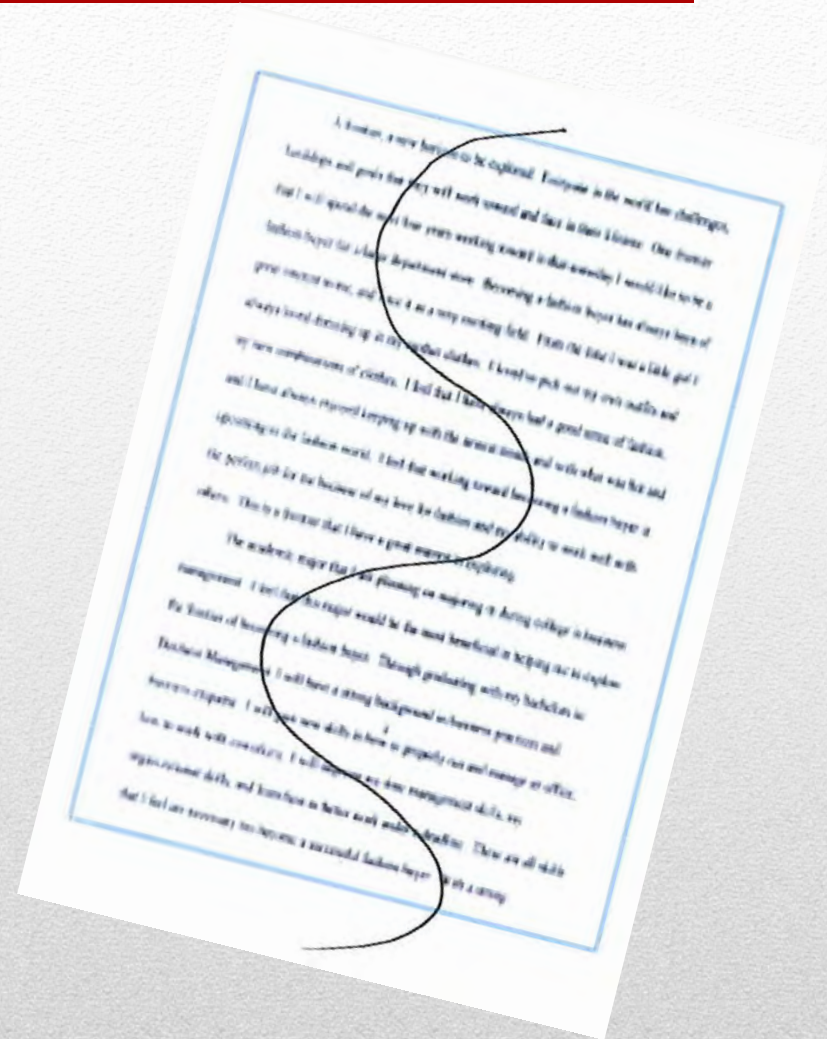 A frontier, a new horizon to be explored. Everyone in the world has challenges,
hardships and goals that they will work toward and face in their lifetime. One frontier
that I will spend the next four years working toward is that someday I would like to be a
fashion buyer for a large department store. Becoming a fashion buyer has always been of
great interest to me, and I see it as a very exciting field. From the time I was a little girl I
always loved dressing up in my mother clothes. I loved to pick out my own outfits and
try new combinations of clothes. I feel that I have always had a good sense of fashion,
and I have always enjoyed keeping up with the newest trends and with what was hot and
upcoming in the fashion world. I feel that working toward becoming a fashion buyer is
the perfect job for me because of my love for fashion and my ability to work well with
others. This is a frontier that I have a great interest in exploring.
The academic major that I am planning on majoring in during college is business
management. I feel that this major would be the most beneficial in helping me to explore
the frontier of becoming a fashion buyer. Through graduating with my bachelors in
Business Management I will have a strong background in business practices and
business etiquette. I will gain new skills in how to properly run and manage an office,
how to work with coworkers. I will improve my time management skills, my
organizational skills, and learn how to better work under a deadline. These are all skills
that I feel are necessary to become a successful fashion buyer. With a strong